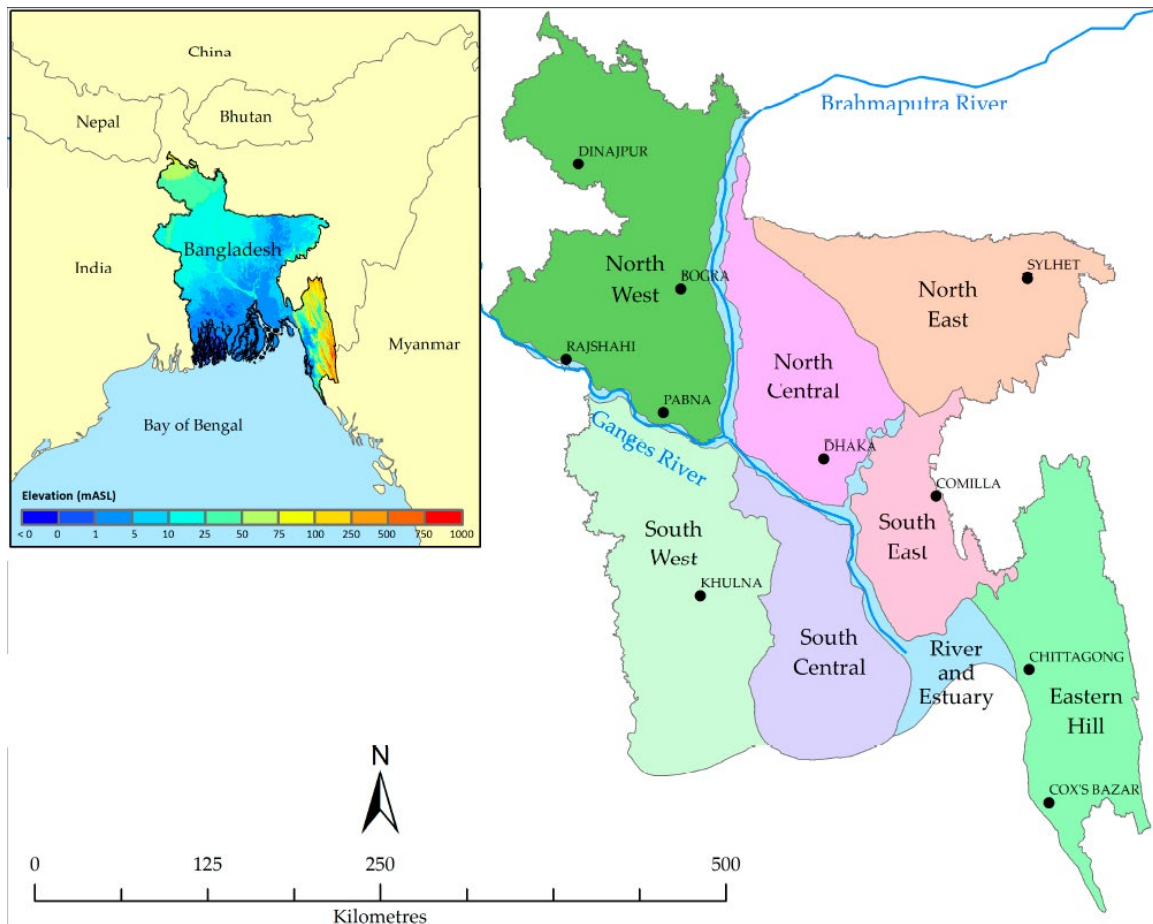 China
Nepal
Bhutan
Bangladesh
India
Myanmar
Bay of Bengal
Elevation (mASL)
< 0 0 1 5 10 25 50 75 100 250 500 750 1000
Brahmaputra River
DINAJPUR
North
West
BOGRA
RAJSHAHI
PABNA
Ganges River
North
Central
DHAKA
North
East
SYLHET
COMILLA
South
East
South
West
KHULNA
South
Central
River
and
Estuary
CHITTAGONG
Eastern
Hill
COX'S BAZAR
N
0 125 250 500
Kilometres